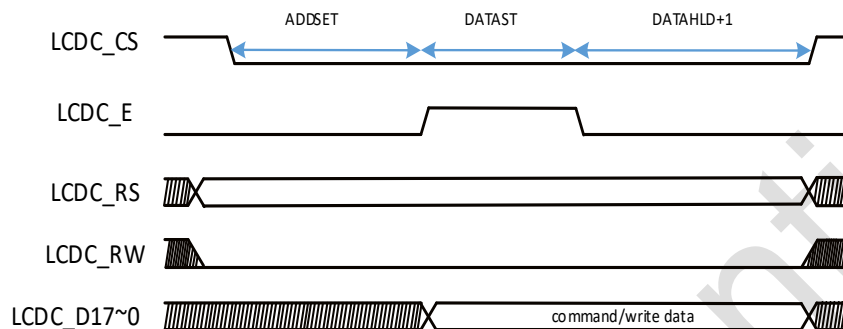 ADDSET DATAST DATAHLD+1
LCDC_CS
LCDC_E
LCDC_RS
LCDC_RW
LCDC_D17~0 command/write data